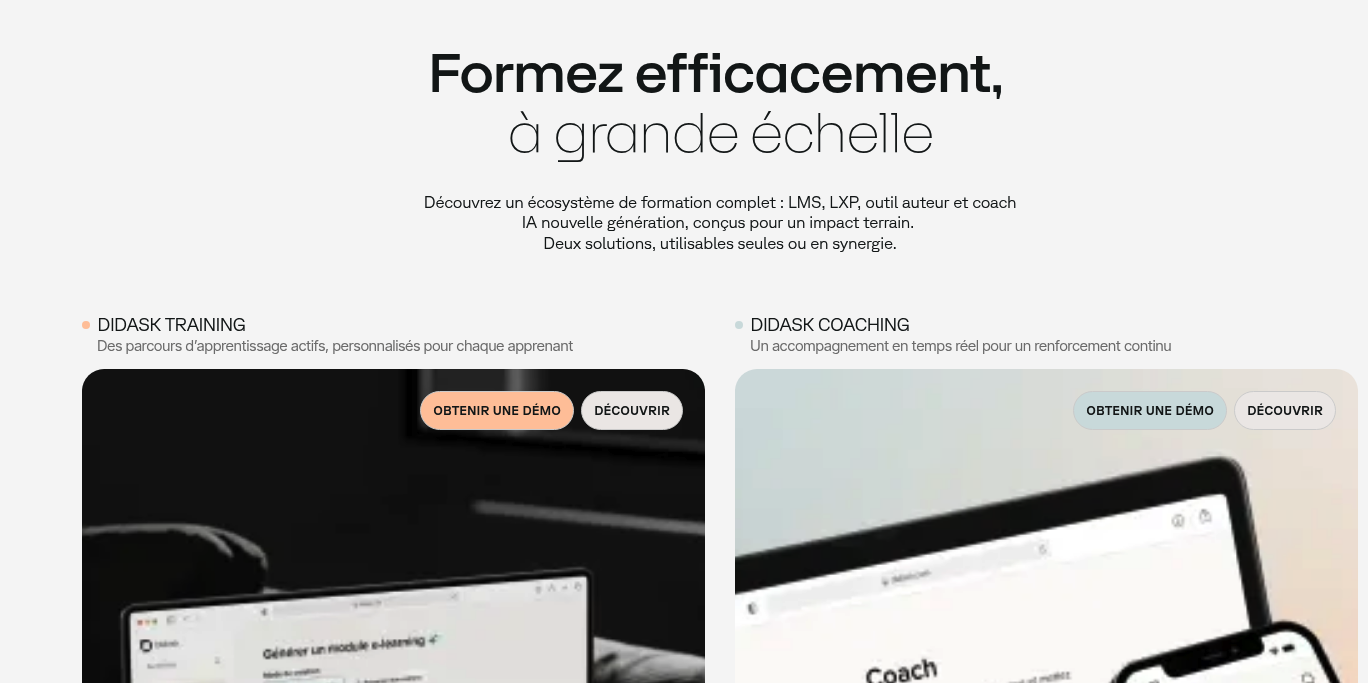 Formez efficacement,
à grande échelle
Découvrez un écosystème de formation complet : LMS, LXP, outil auteur et coach
IA nouvelle génération, conçus pour un impact terrain.
Deux solutions, utilisables seules ou en synergie.
DIDASK TRAINING
Des parcours d’apprentissage actifs, personnalisés pour chaque apprenant
OBTENIR UNE DÉMO
DÉCOUVRIR
Générer un module e-learning
DIDASK COACHING
Un accompagnement en temps réel pour un renforcement continu
OBTENIR UNE DÉMO
DÉCOUVRIR
Coach